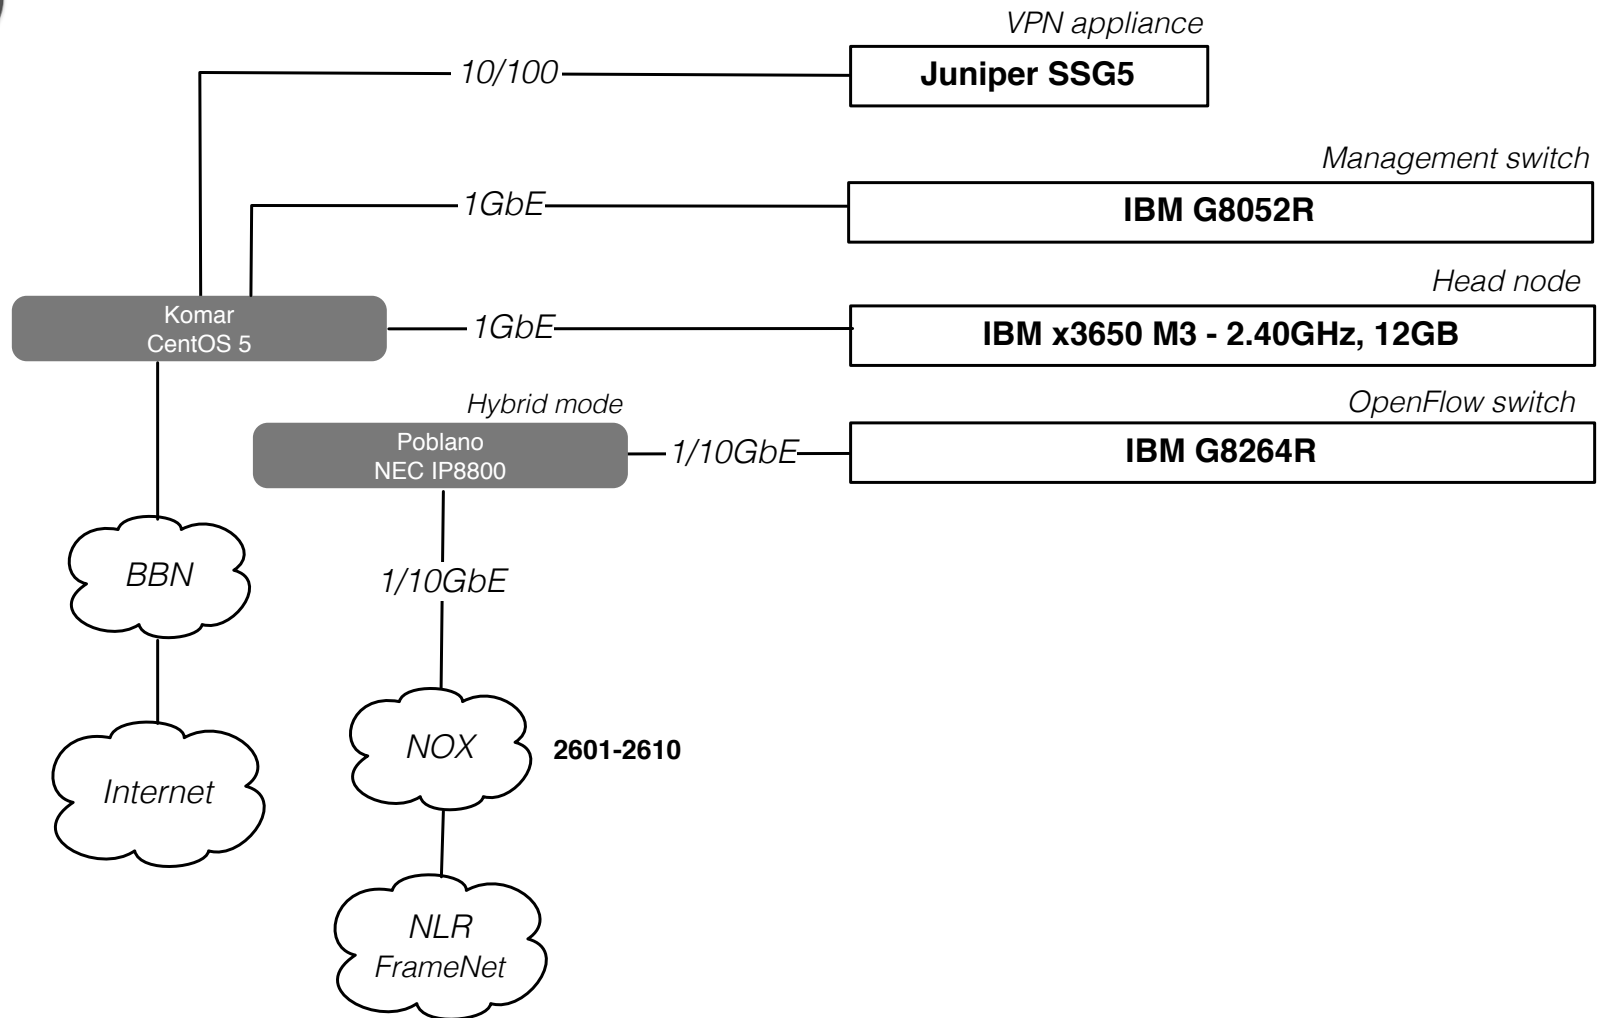 VPN appliance
10/100
Juniper SSG5
Management switch
1GbE
IBM G8052R
Head node
Komar
CentOS 5
1GbE
IBM x3650 M3 - 2.40GHz, 12GB
Hybrid mode
OpenFlow switch
Poblano
NEC IP8800
1/10GbE
IBM G8264R
BBN
1/10GbE
NOX
2601-2610
Internet
NLR
FrameNet